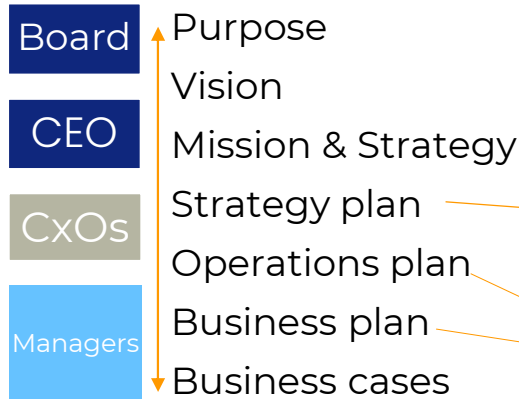 Board
Purpose
Vision
CEO
Mission & Strategy
Strategy plan
CxOs
Operations plan
Business plan
Managers
Business cases